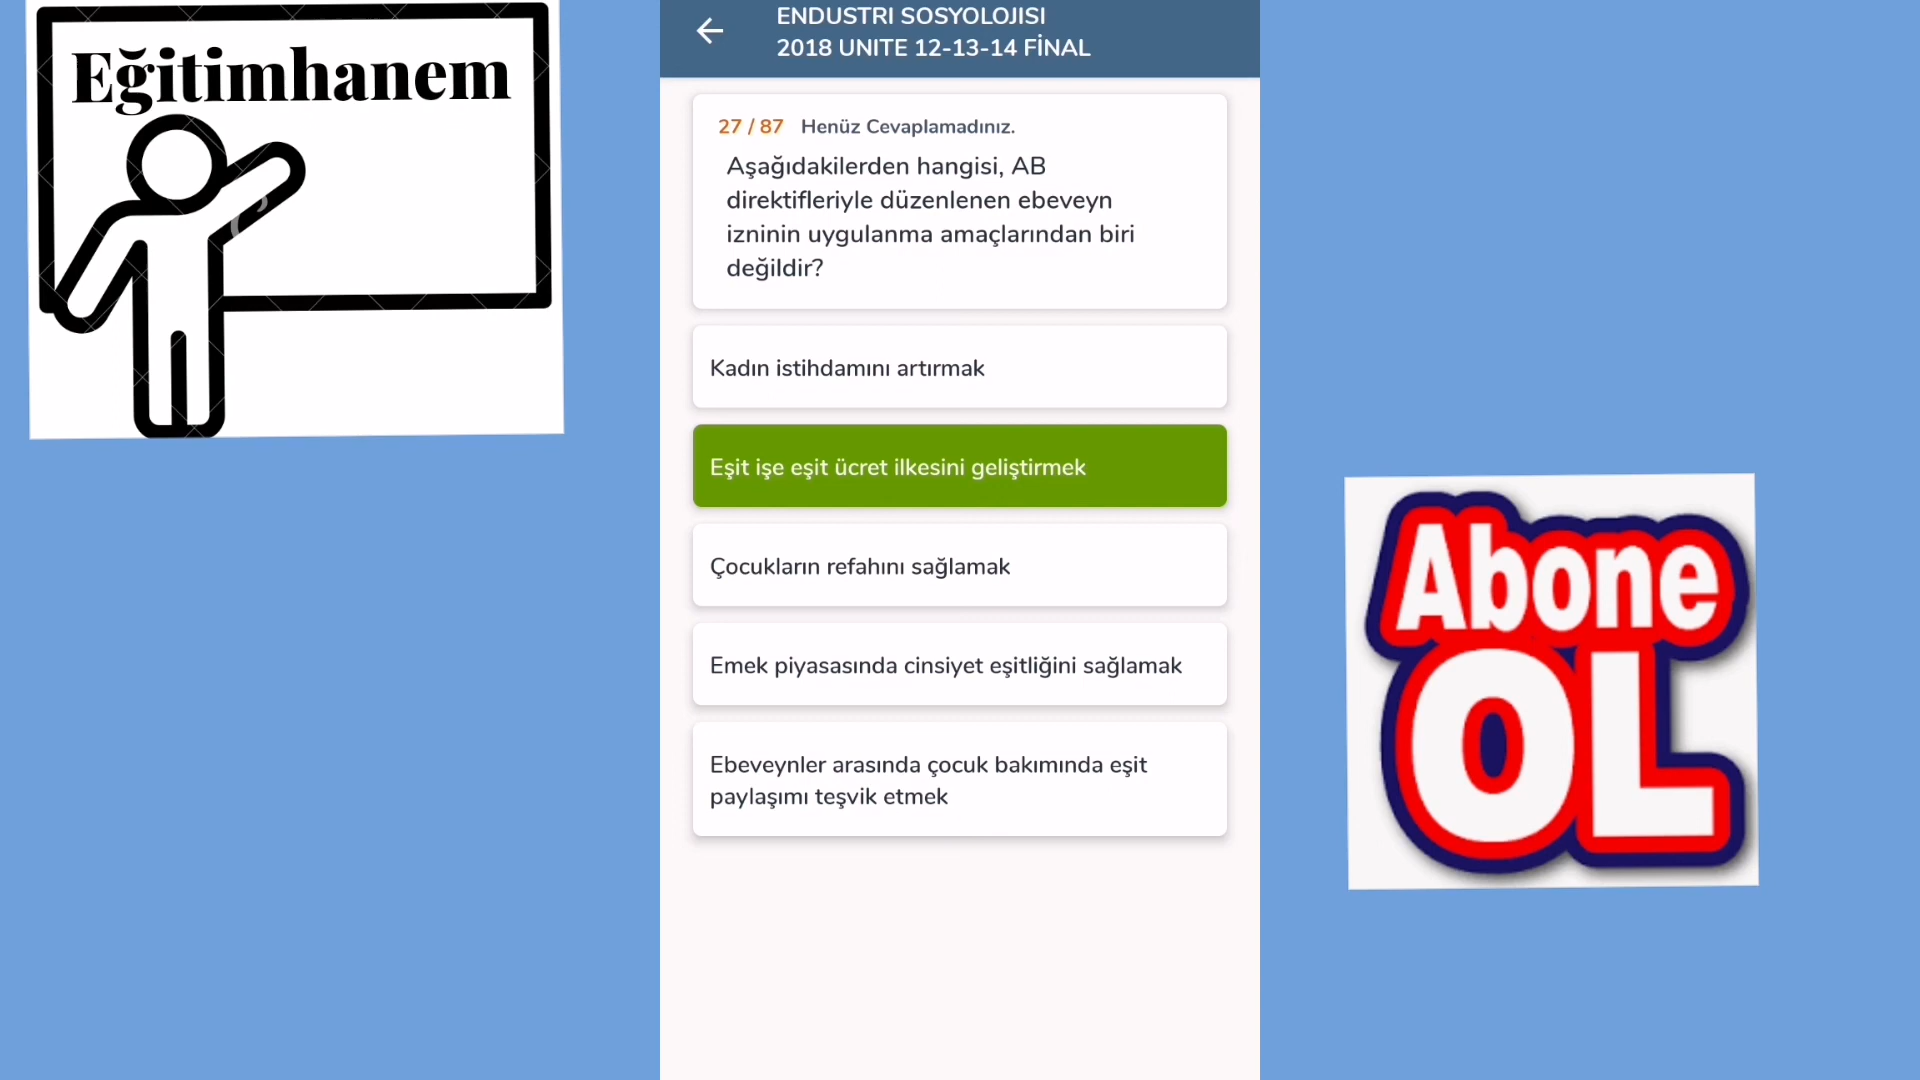 Eğitimhanem
ENDUSTRI SOSYOLOJISI
2018 UNITE 12-13-14 FİNAL
27 / 87 Henüz Cevaplamadınız.
Aşağıdakilerden hangisi, AB
direktifleriyle düzenlenen ebeveyn
izninin uygulanma amaçlarından biri
değildir?
Kadın istihdamını artırmak
Eşit işe eşit ücret ilkesini geliştirmek
Çocukların refahını sağlamak
Emek piyasasında cinsiyet eşitliğini sağlamak
Ebeveynler arasında çocuk bakımında eşit
paylaşımı teşvik etmek
Abone
OL